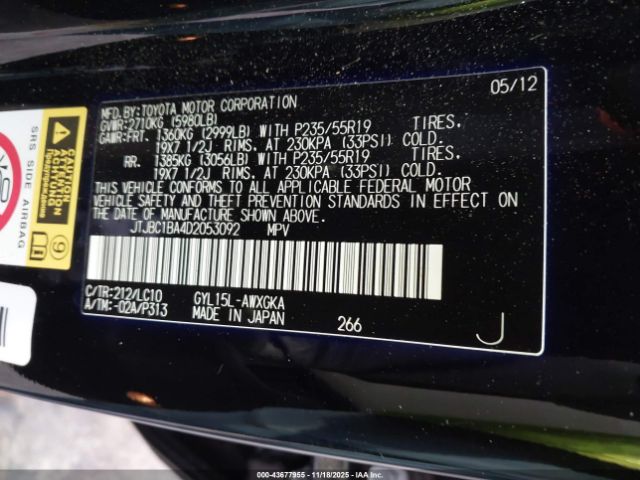 05/12
MFD.BY:TOYOTA MOTOR CORPORATION
GVWR:2710KG (5980LB)
GAWR:FRT. 1360KG (2999LB) WITH P235/55R19 TIRES,
19X7 1/2J RIMS, AT 230KPA (33PSI) COLD.
RR. 1385KG (3056LB) WITH P235/55R19 TIRES,
19X7 1/2J RIMS, AT 230KPA (33PSI) COLD.
THIS VEHICLE CONFORMS TO ALL APPLICABLE FEDERAL MOTOR
VEHICLE SAFETY AND THEFT PREVENTION STANDARDS IN EFFECT ON
THE DATE OF MANUFACTURE SHOWN ABOVE.
JTJBC1BA4D2053092 MPV
C/TR:212/LC10 GYL15L-AWXGKA
A/TM:-02A/P313 MADE IN JAPAN 266 J
SRS SIDE AIRBAG
9
© IAA - 43677955 | 11/18/2025 - IAAI.COM